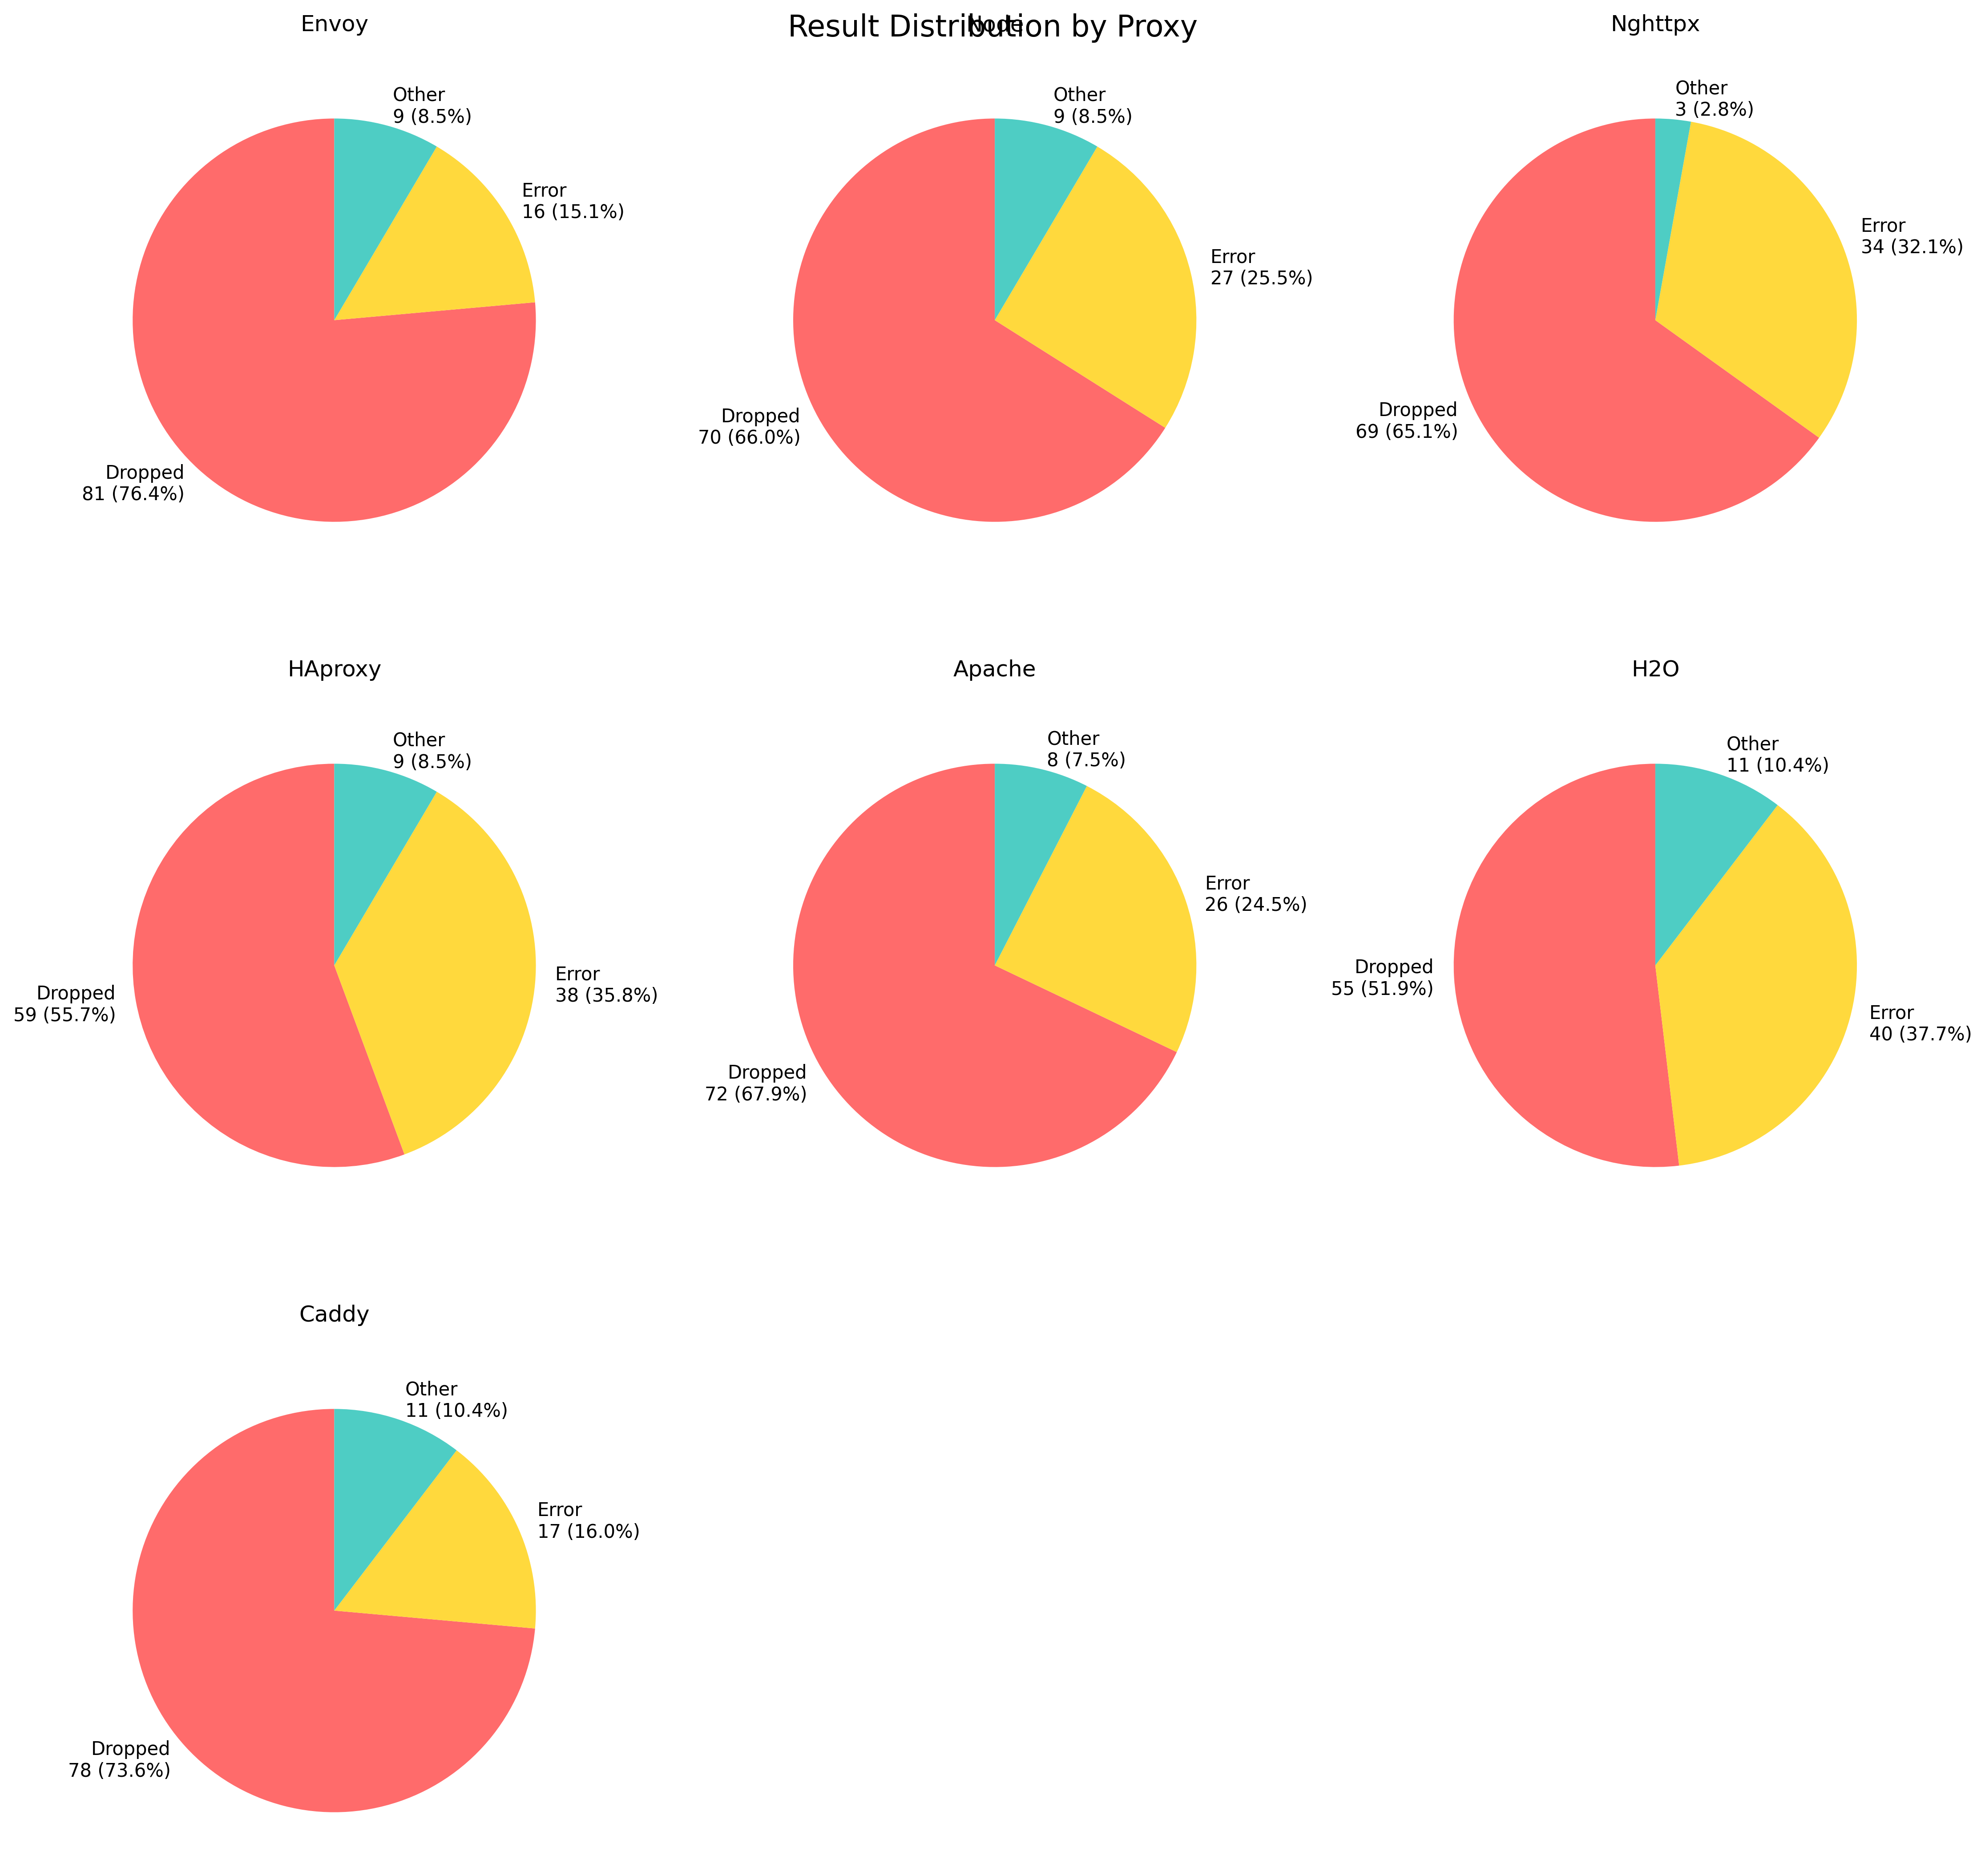 Result Distribution by Proxy
Envoy
Other
9 (8.5%)
Error
16 (15.1%)
Dropped
81 (76.4%)
Node
Other
9 (8.5%)
Error
27 (25.5%)
Dropped
70 (66.0%)
Nghttpx
Other
3 (2.8%)
Error
34 (32.1%)
Dropped
69 (65.1%)
HAproxy
Other
9 (8.5%)
Error
38 (35.8%)
Dropped
59 (55.7%)
Apache
Other
8 (7.5%)
Error
26 (24.5%)
Dropped
72 (67.9%)
H2O
Other
11 (10.4%)
Error
40 (37.7%)
Dropped
55 (51.9%)
Caddy
Other
11 (10.4%)
Error
17 (16.0%)
Dropped
78 (73.6%)